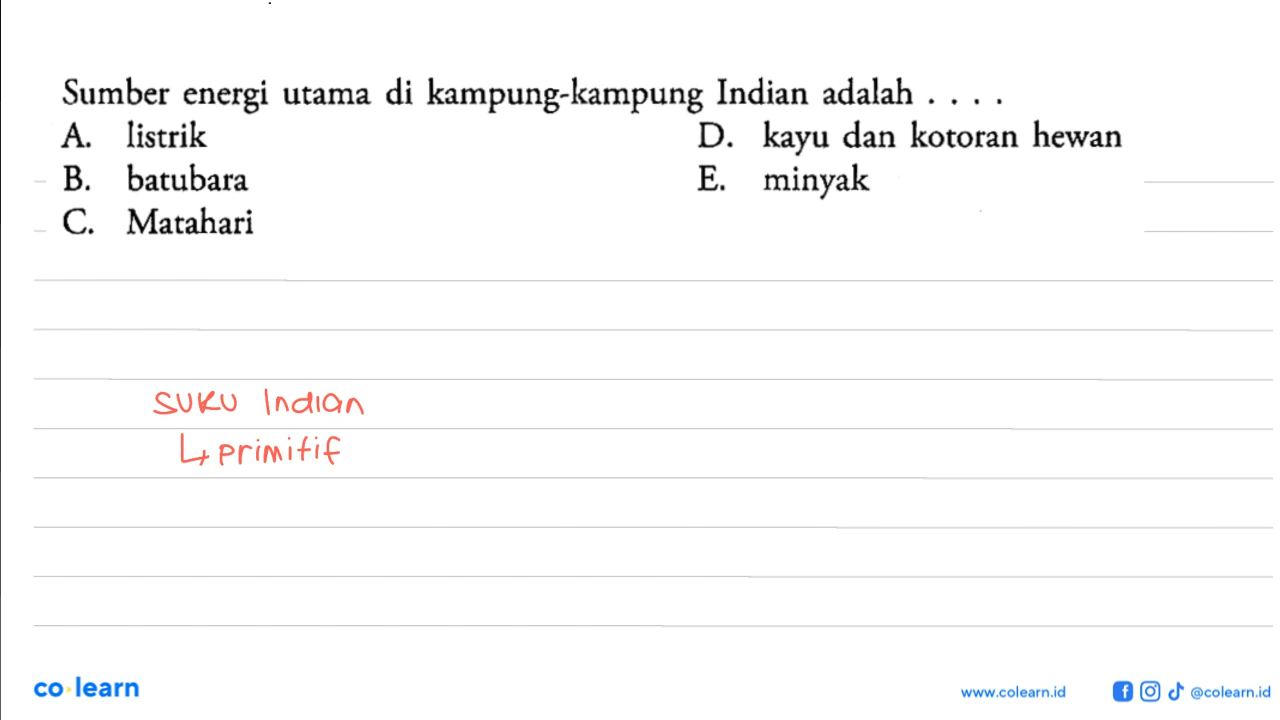 Sumber energi utama di kampung-kampung Indian adalah . . . .
A. listrik
B. batubara
C. Matahari
D. kayu dan kotoran hewan
E. minyak
suku Indian
↳ primitif
co learn
www.colearn.id
@colearn.id